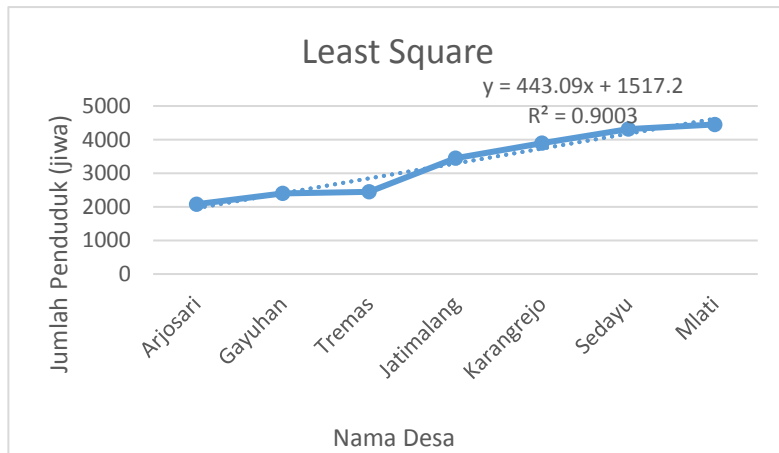 Least Square
y = 443.09x + 1517.2
R² = 0.9003
Jumlah Penduduk (jiwa)
5000
4000
3000
2000
1000
0
Arjosari
Gayuhan
Tremas
Jatimalang
Karangrejo
Sedayu
Mlati
Nama Desa